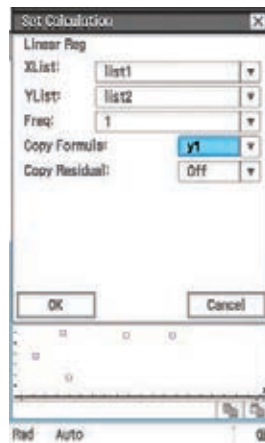 Set Calculation
Linear Reg
XList: list1
YList: list2
Freq: 1
Copy Formula: y1
Copy Residual: Off
OK Cancel
Rad Auto